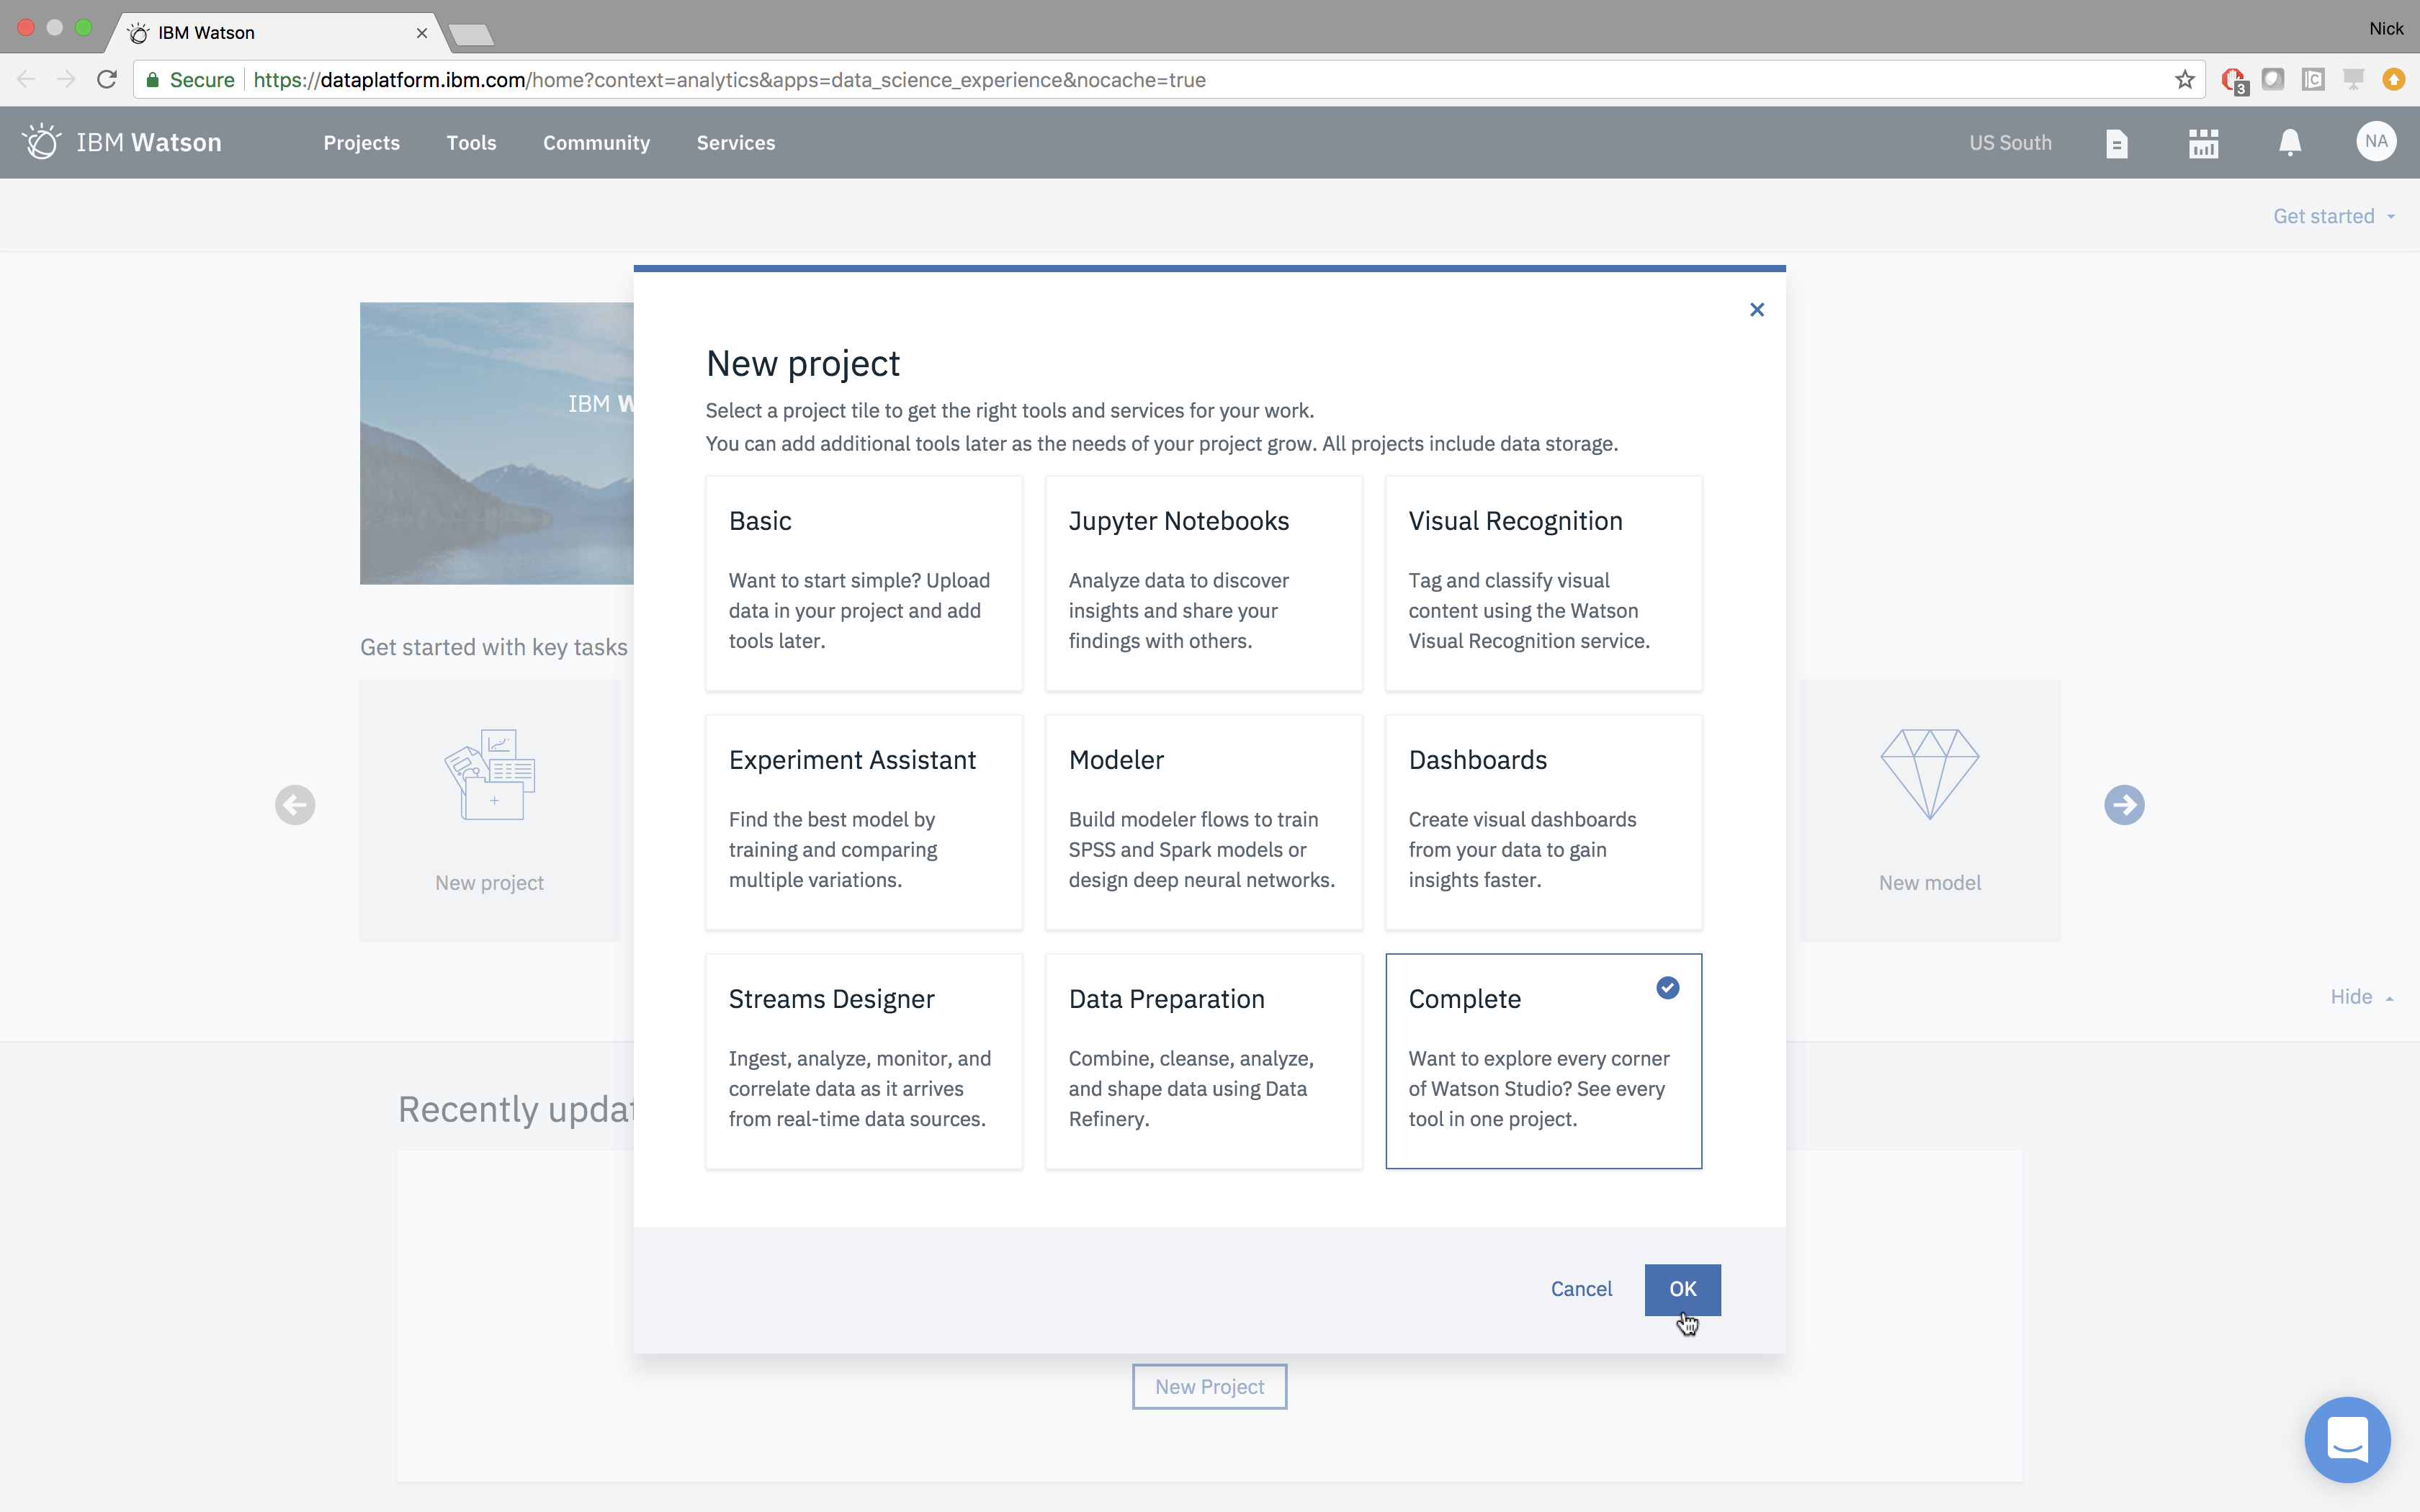 IBM Watson
Nick
Secure
https://dataplatform.ibm.com/home?context=analytics&apps=data_science_experience&nocache=true
3
IBM Watson
Projects
Tools
Community
Services
US South
NA
Get started
IBM W
Get started with key tasks
New project
New model
Hide
Recently updat
New project
Select a project tile to get the right tools and services for your work.
You can add additional tools later as the needs of your project grow. All projects include data storage.
Basic
Want to start simple? Upload
data in your project and add
tools later.
Jupyter Notebooks
Analyze data to discover
insights and share your
findings with others.
Visual Recognition
Tag and classify visual
content using the Watson
Visual Recognition service.
Experiment Assistant
Find the best model by
training and comparing
multiple variations.
Modeler
Build modeler flows to train
SPSS and Spark models or
design deep neural networks.
Dashboards
Create visual dashboards
from your data to gain
insights faster.
Streams Designer
Ingest, analyze, monitor, and
correlate data as it arrives
from real-time data sources.
Data Preparation
Combine, cleanse, analyze,
and shape data using Data
Refinery.
Complete
Want to explore every corner
of Watson Studio? See every
tool in one project.
Cancel
OK
New Project